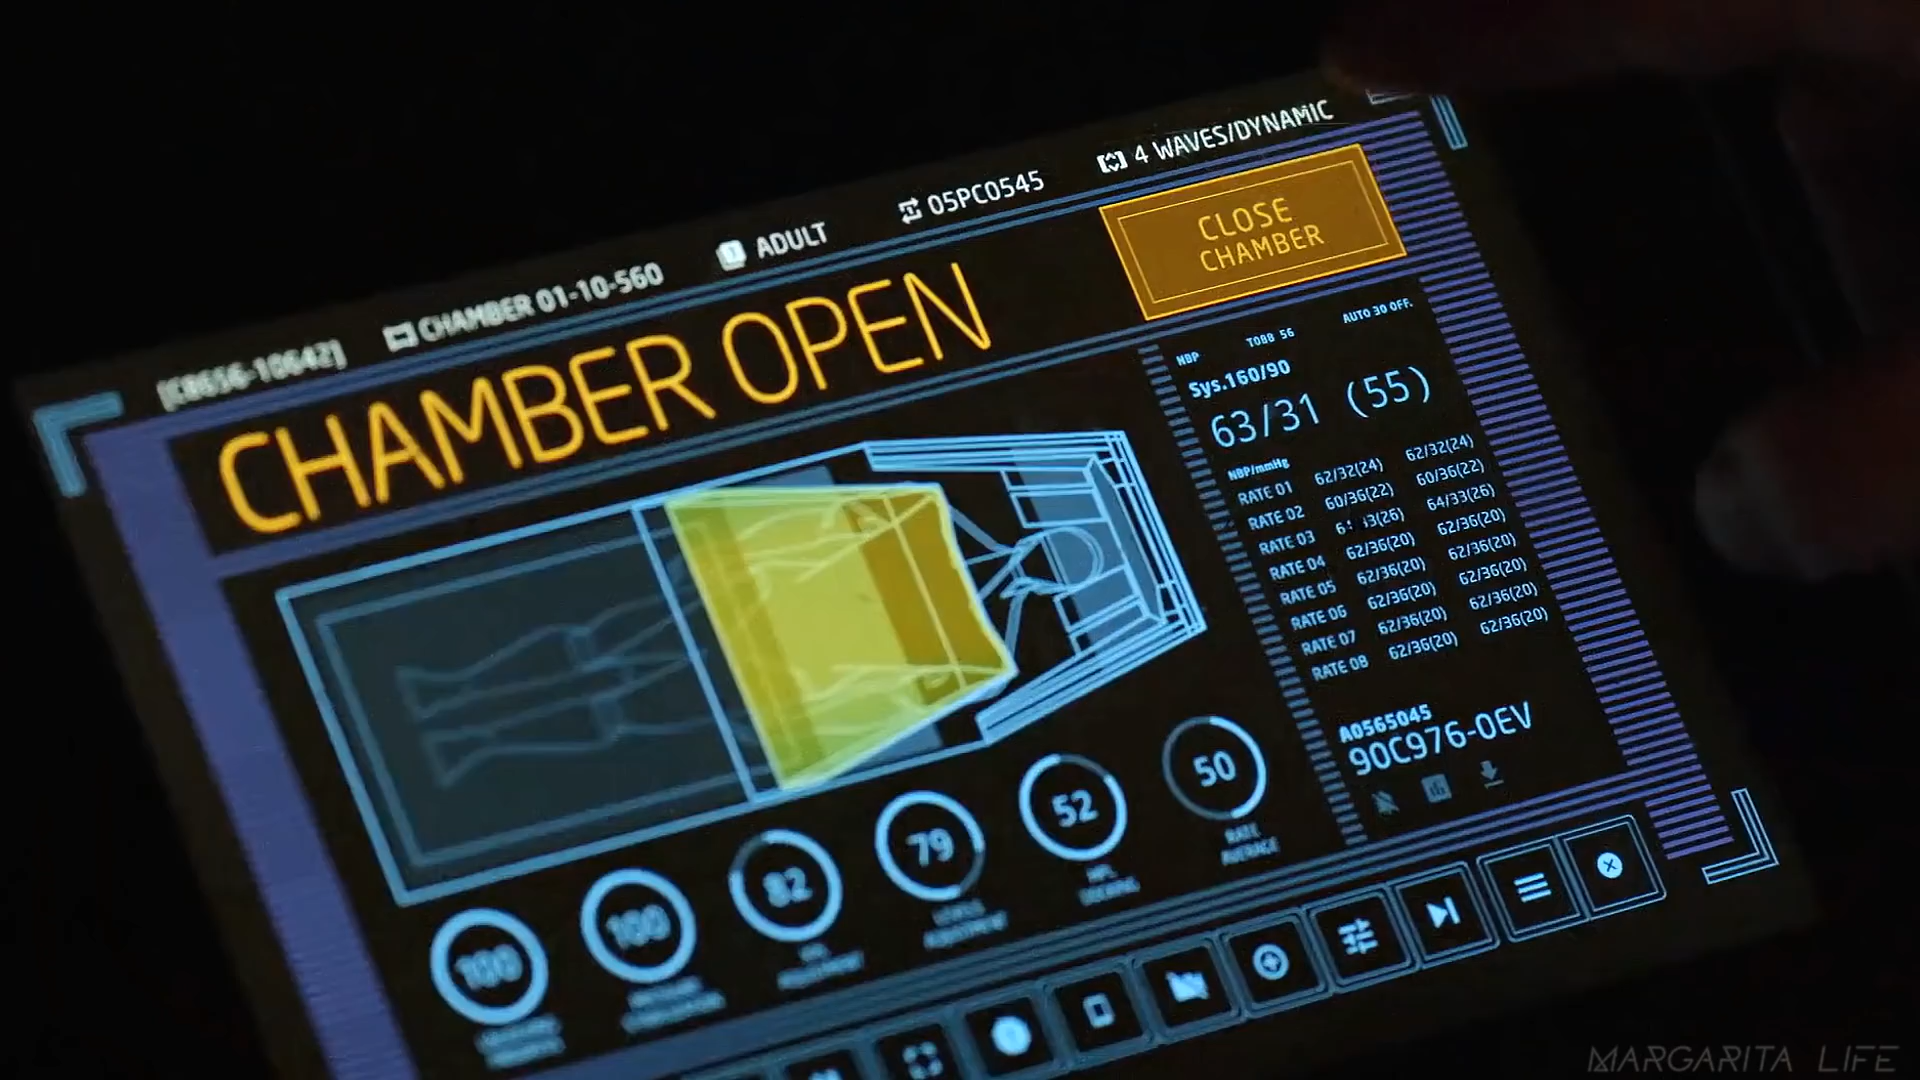 [C8656-10642]
CHAMBER 01-10-560
ADULT
05PC0545
4 WAVES/DYNAMIC
CHAMBER OPEN
CLOSE
CHAMBER
NBP
TOBB 56
AUTO 30 OFF.
Sys.160/90
63/31 (55)
NBP/mmHg
RATE 01 62/32(24) 62/32(24)
RATE 02 60/36(22) 60/36(22)
RATE 03 64/33(26)
RATE 04 62/36(20) 62/36(20)
RATE 05 62/36(20) 62/36(20)
RATE 06 62/36(20) 62/36(20)
RATE 07 62/36(20) 62/36(20)
RATE 08 62/36(20) 62/36(20)
A0565045
90C976-0EV
100
100
82
79
52
50
RATE
AVERAGE
MARGARITA LIFE